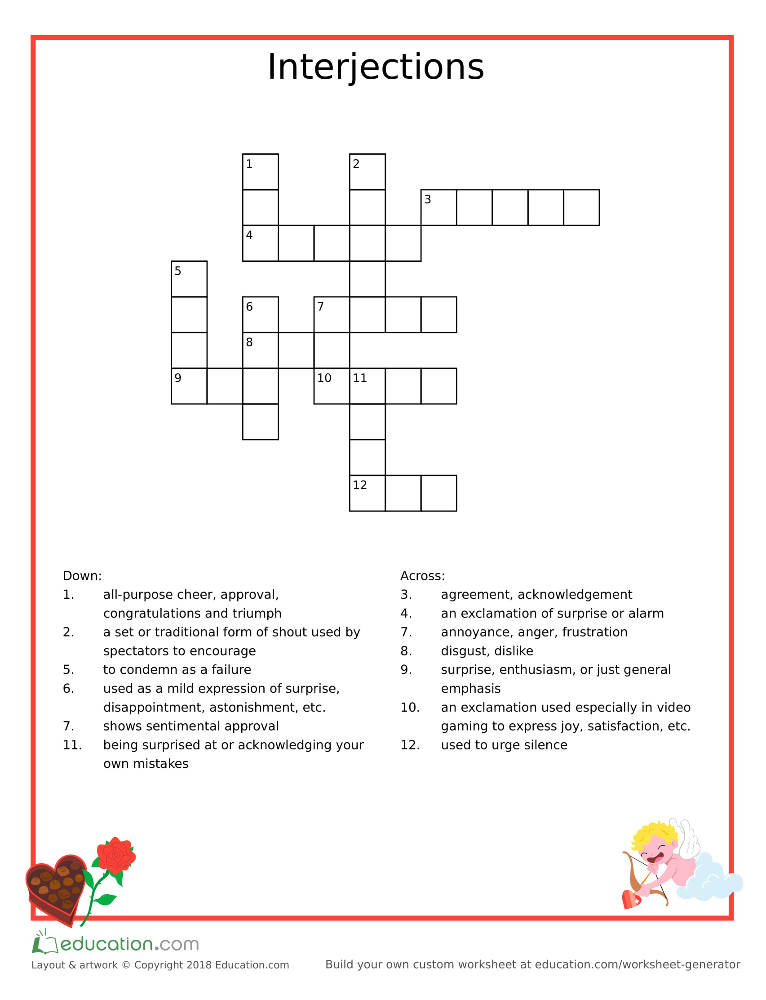 Interjections
1
2
3
4
5
6
7
8
9
10
11
12
Down:
1. all-purpose cheer, approval,
congratulations and triumph
2. a set or traditional form of shout used by
spectators to encourage
5. to condemn as a failure
6. used as a mild expression of surprise,
disappointment, astonishment, etc.
7. shows sentimental approval
11. being surprised at or acknowledging your
own mistakes
Across:
3. agreement, acknowledgement
4. an exclamation of surprise or alarm
7. annoyance, anger, frustration
8. disgust, dislike
9. surprise, enthusiasm, or just general
emphasis
10. an exclamation used especially in video
gaming to express joy, satisfaction, etc.
12. used to urge silence
education.com
Layout & artwork © Copyright 2018 Education.com
Build your own custom worksheet at education.com/worksheet-generator